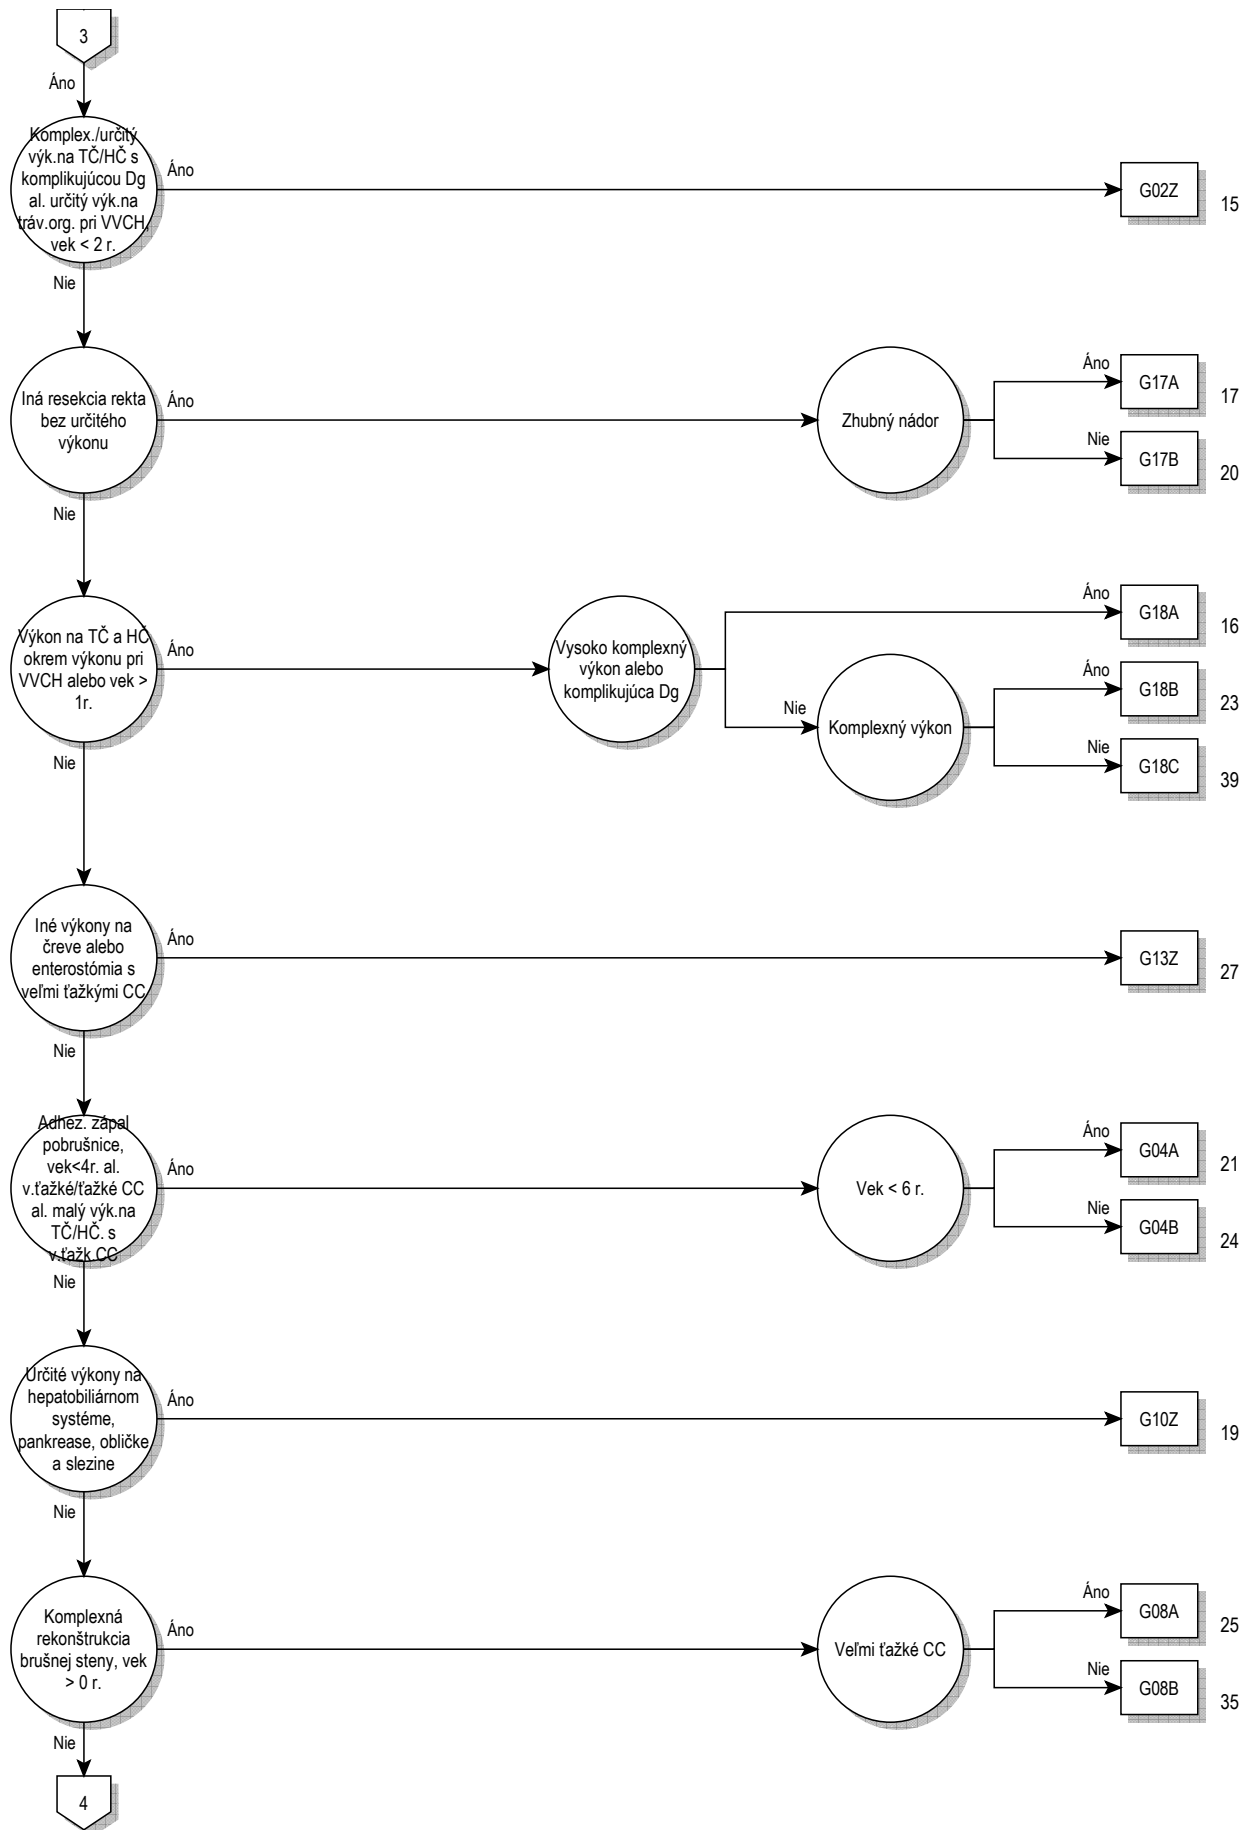 3
Áno
Komplex./určitý
výk.na TČ/HČ s
komplikujúcou Dg
al. určitý výk.na
tráv.org. pri VVCH,
vek < 2 r.
Áno
G02Z
15
Nie
Iná resekcia rekta
bez určitého
výkonu
Áno
Zhubný nádor
Áno
G17A
17
Nie
G17B
20
Nie
Výkon na TČ a HČ
okrem výkonu pri
VVCH alebo vek >
1r.
Áno
Vysoko komplexný
výkon alebo
komplikujúca Dg
Áno
G18A
16
Nie
Komplexný výkon
Áno
G18B
23
Nie
G18C
39
Nie
Iné výkony na
čreve alebo
enterostómia s
veľmi ťažkými CC
Áno
G13Z
27
Nie
Adhez. zápal
pobrušnice,
vek<4r. al.
v.ťažké/ťažké CC
al. malý výk.na
TČ/HČ. s
v.ťažk.CC
Áno
Vek < 6 r.
Áno
G04A
21
Nie
G04B
24
Nie
Určité výkony na
hepatobiliárnom
systéme,
pankrease, obličke
a slezine
Áno
G10Z
19
Nie
Komplexná
rekonštrukcia
brušnej steny, vek
> 0 r.
Áno
Veľmi ťažké CC
Áno
G08A
25
Nie
G08B
35
Nie
4